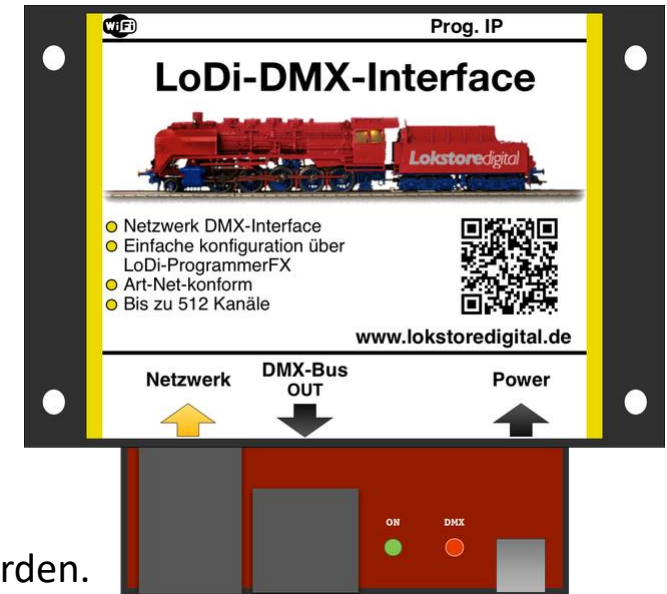 WiFi
Prog. IP
LoDi-DMX-Interface
Lokstoredigital
Netzwerk DMX-Interface
Einfache konfiguration über
LoDi-ProgrammerFX
Art-Net-konform
Bis zu 512 Kanäle
www.lokstoredigital.de
Netzwerk
DMX-Bus
OUT
Power
ON
DMX
rden.